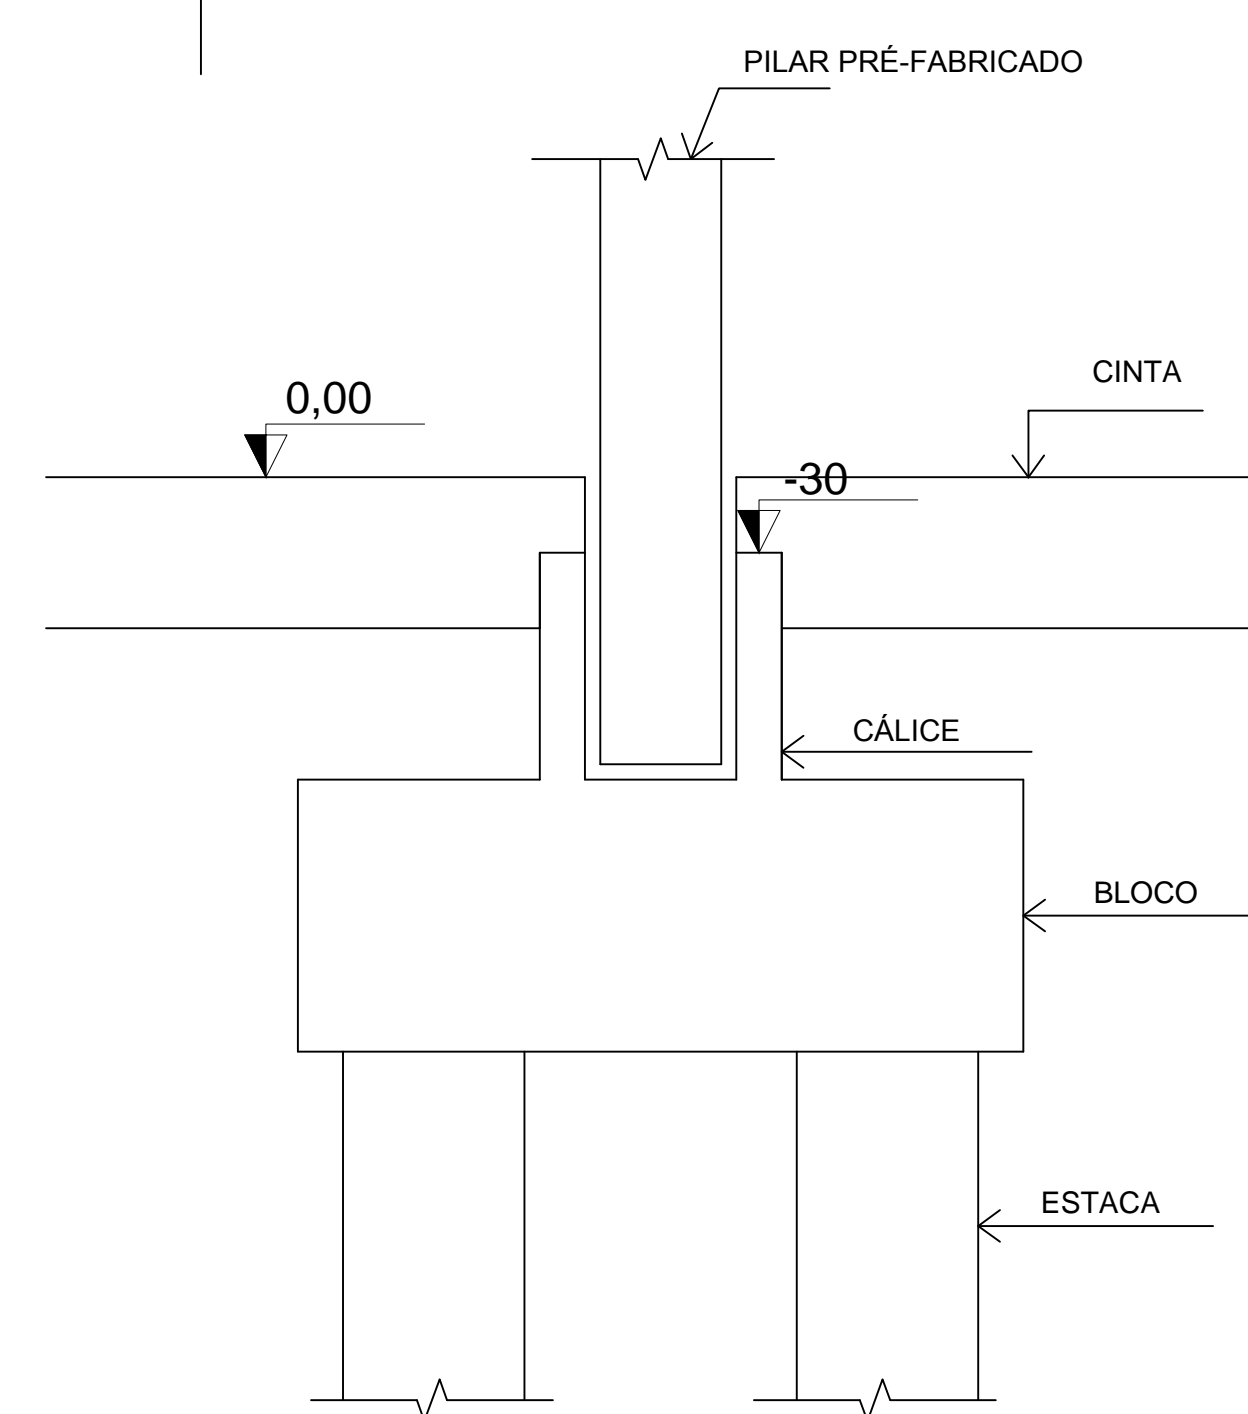 PILAR PRÉ-FABRICADO
CINTA
0,00
-30
CÁLICE
BLOCO
ESTACA